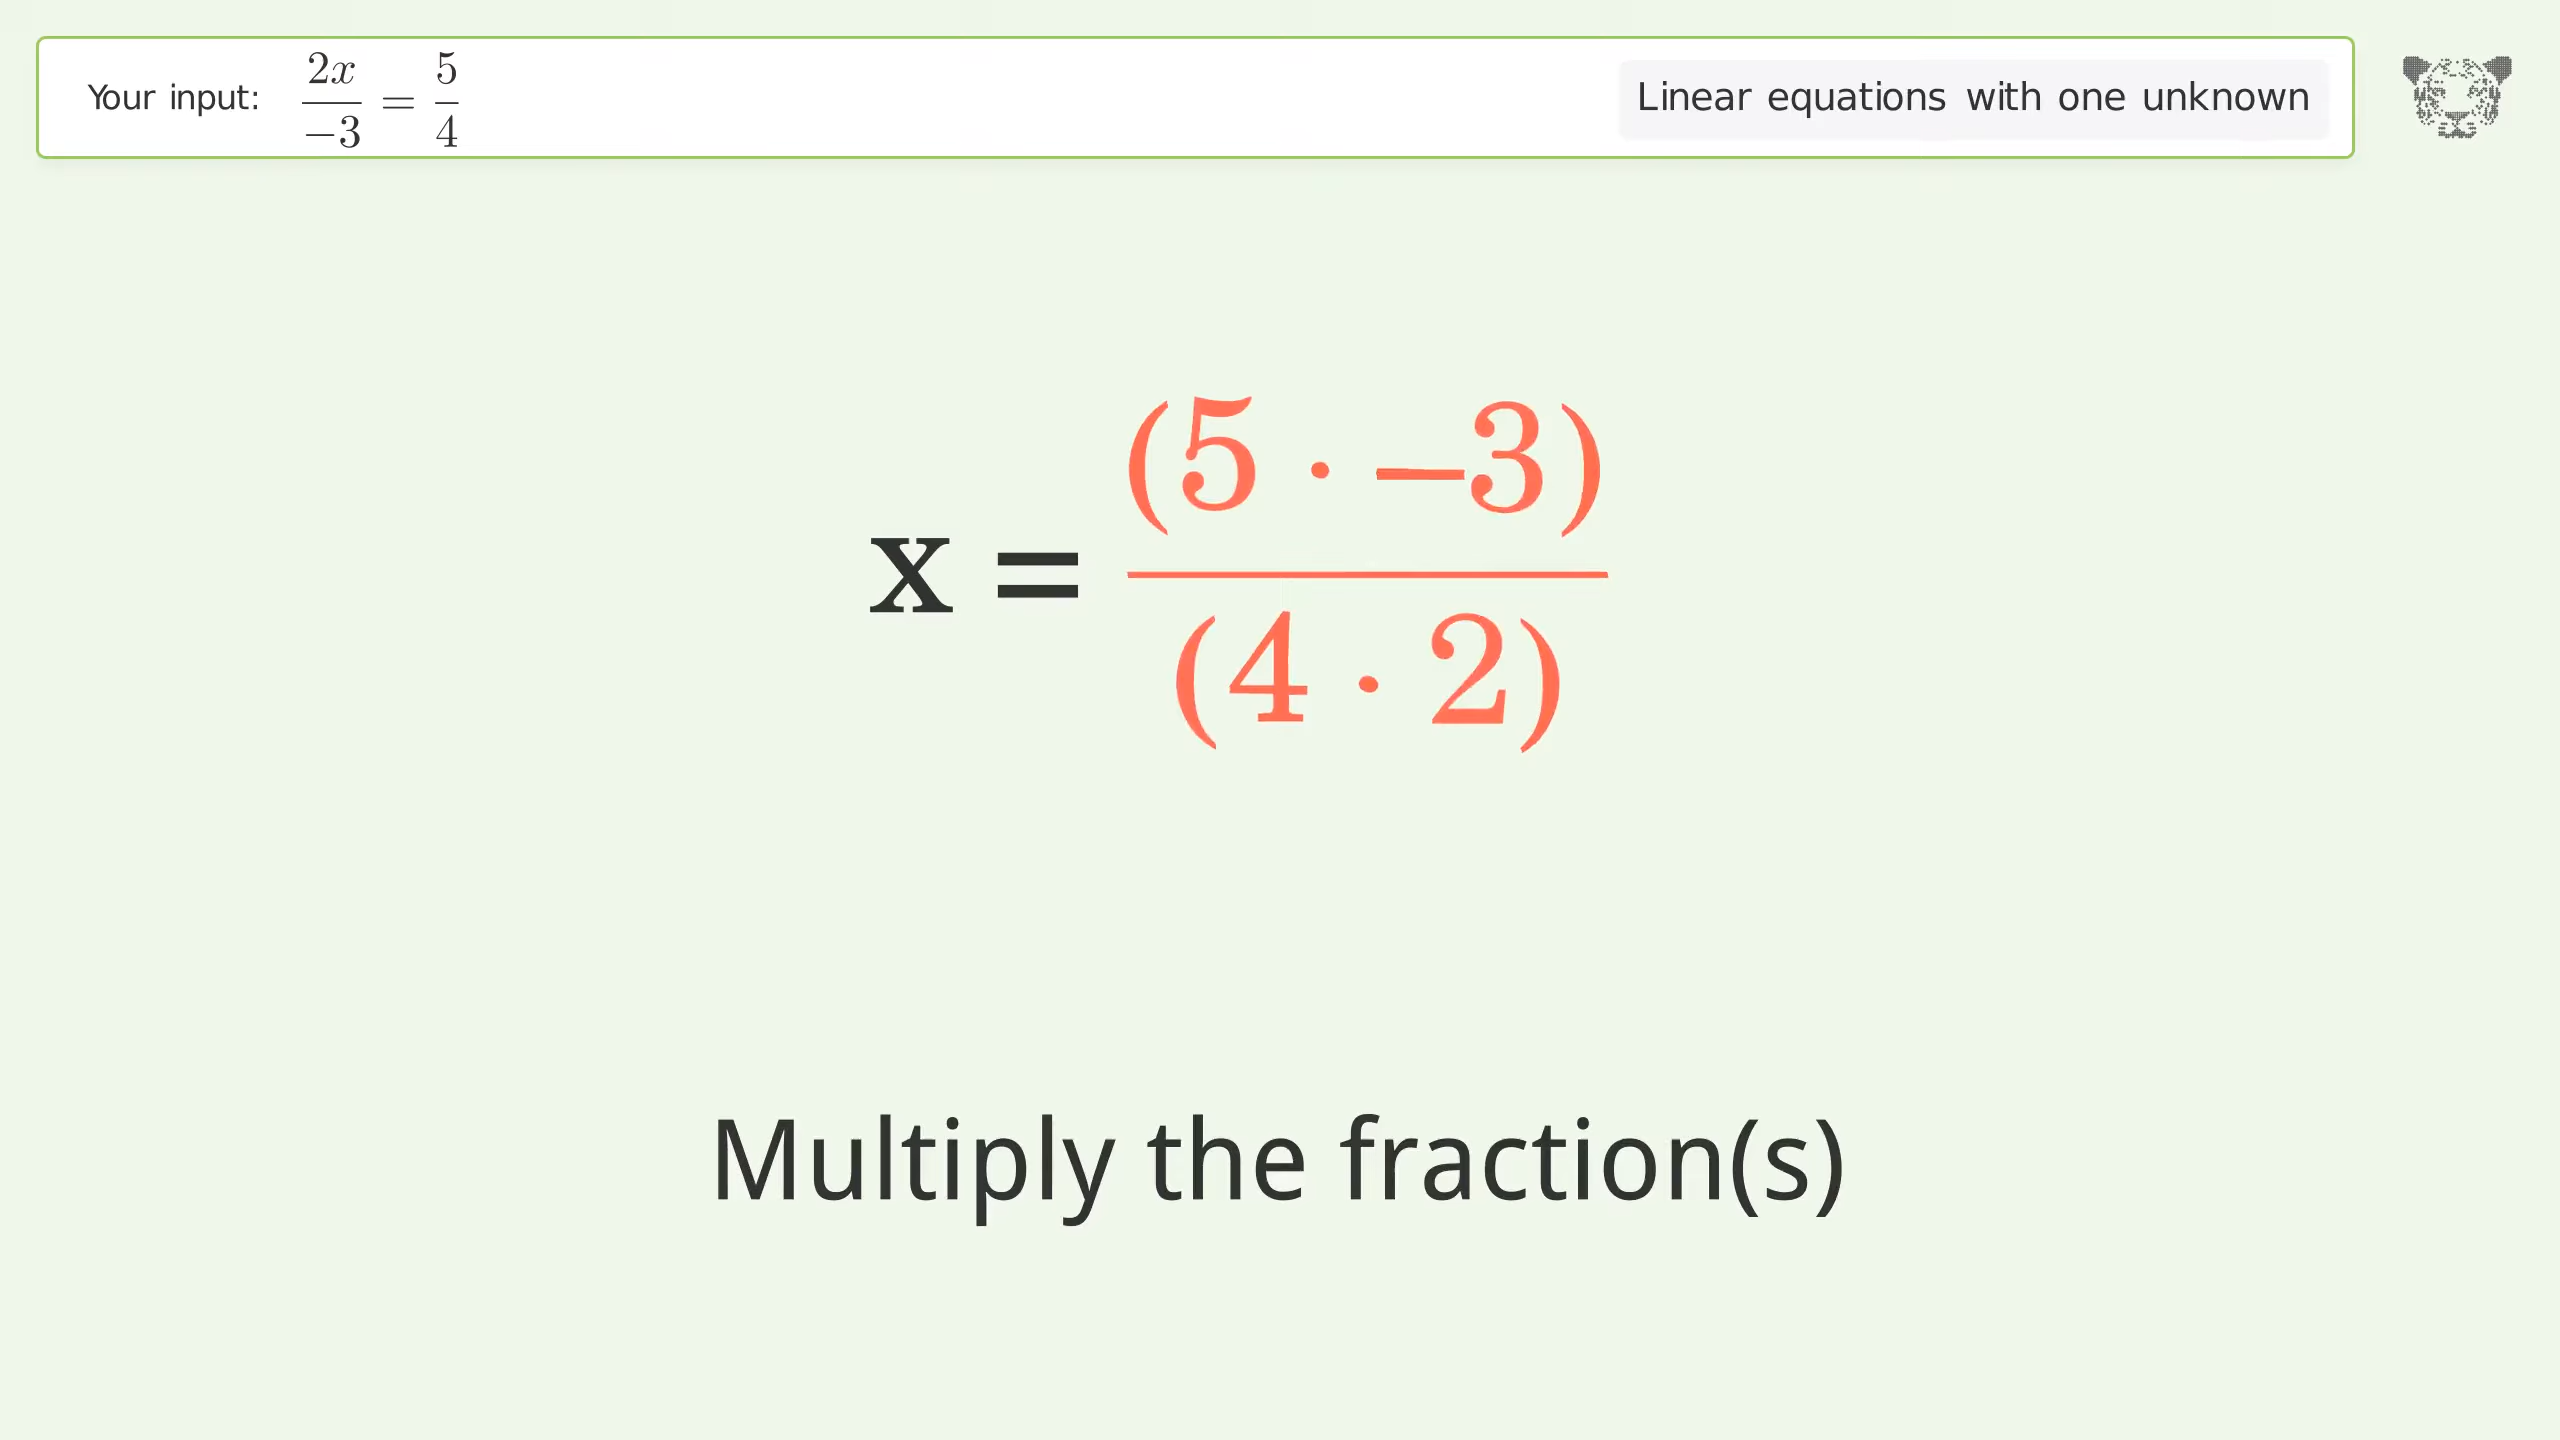 Your input: 2x/−3 = 5/4
Linear equations with one unknown
x = (5 · −3)/(4 · 2)
Multiply the fraction(s)